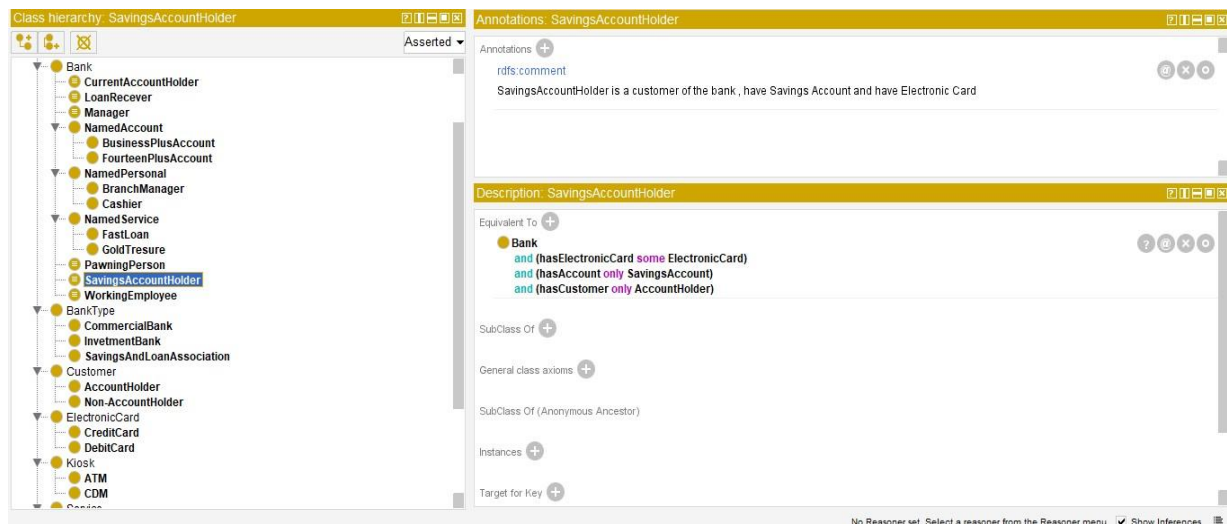 Class hierarchy: SavingsAccountHolder
Asserted
Bank
CurrentAccountHolder
LoanRecever
Manager
NamedAccount
BusinessPlusAccount
FourteenPlusAccount
NamedPersonal
BranchManager
Cashier
NamedService
FastLoan
GoldTresure
PawningPerson
SavingsAccountHolder
WorkingEmployee
BankType
CommercialBank
InvetmentBank
SavingsAndLoanAssociation
Customer
AccountHolder
Non-AccountHolder
ElectronicCard
CreditCard
DebitCard
Kiosk
ATM
CDM
Annotations: SavingsAccountHolder
Annotations
rdfs:comment
SavingsAccountHolder is a customer of the bank , have Savings Account and have Electronic Card
Description: SavingsAccountHolder
Equivalent To
Bank
and (hasElectronicCard some ElectronicCard)
and (hasAccount only SavingsAccount)
and (hasCustomer only AccountHolder)
SubClass Of
General class axioms
SubClass Of (Anonymous Ancestor)
Instances
Target for Key
No Reasoner set. Select a reasoner from the Reasoner menu Show Inferences